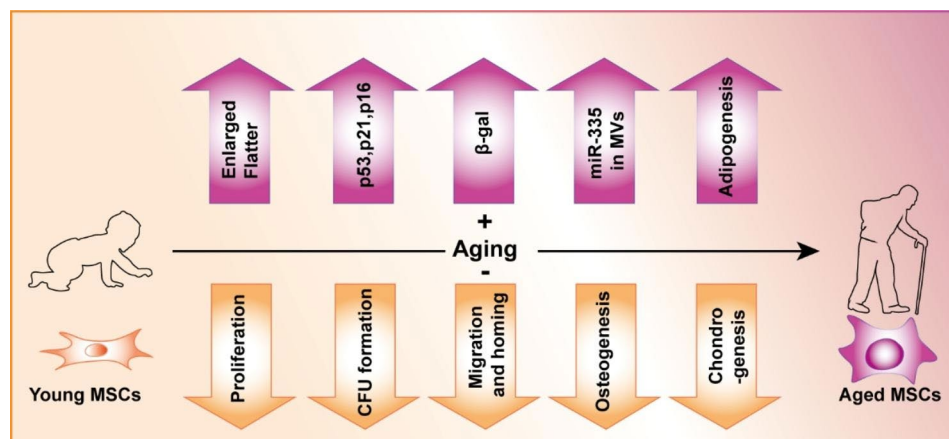 Enlarged
Flatter
p53,p21,p16
β-gal
miR-335
in MVs
Adipogenesis
+
Aging
-
Proliferation
CFU formation
Migration
and homing
Osteogenesis
Chondro
-genesis
Young MSCs
Aged MSCs